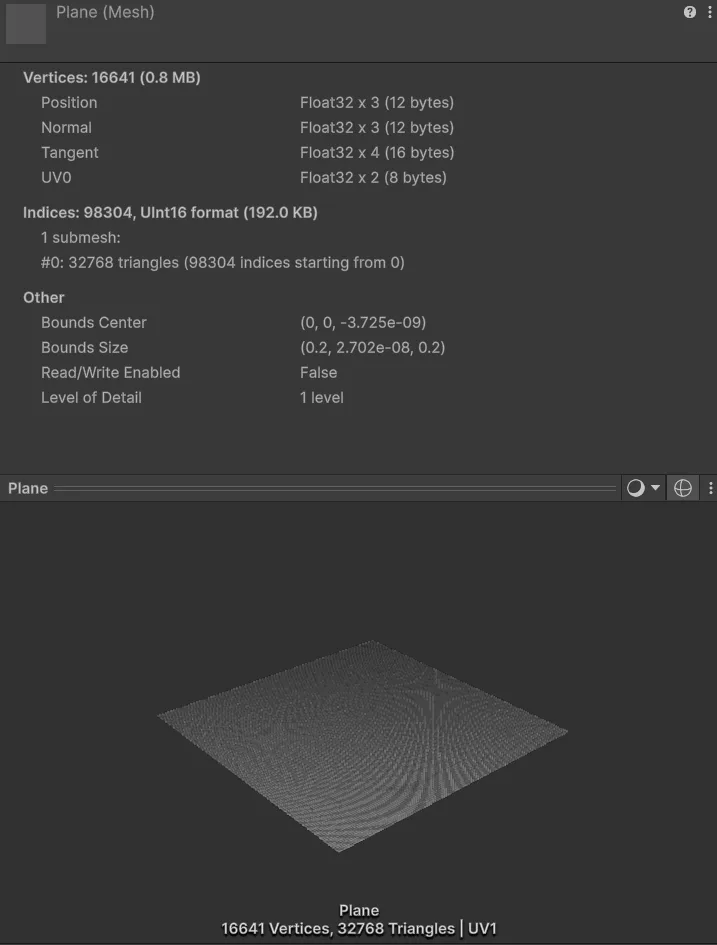 Plane (Mesh)
Vertices: 16641 (0.8 MB)
Position Float32 x 3 (12 bytes)
Normal Float32 x 3 (12 bytes)
Tangent Float32 x 4 (16 bytes)
UV0 Float32 x 2 (8 bytes)
Indices: 98304, UInt16 format (192.0 KB)
1 submesh:
#0: 32768 triangles (98304 indices starting from 0)
Other
Bounds Center (0, 0, -3.725e-09)
Bounds Size (0.2, 2.702e-08, 0.2)
Read/Write Enabled False
Level of Detail 1 level
Plane
Plane
16641 Vertices, 32768 Triangles | UV1